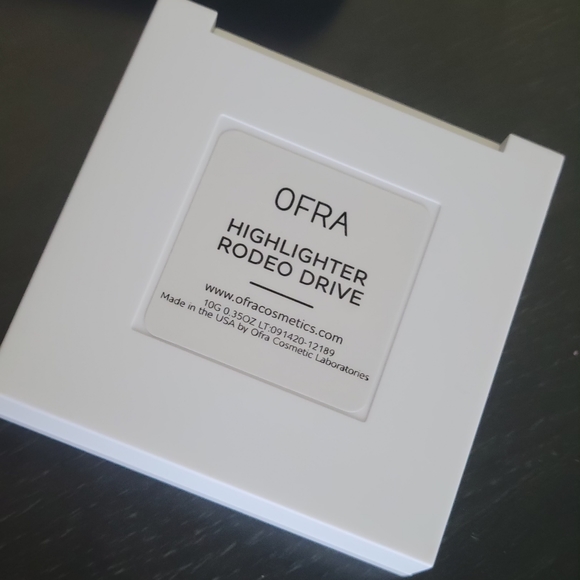 OFRA
HIGHLIGHTER
RODEO DRIVE
www.ofracosmetics.com
10G 0.35OZ LT:091420-12189
Made in the USA by Ofra Cosmetic Laboratories